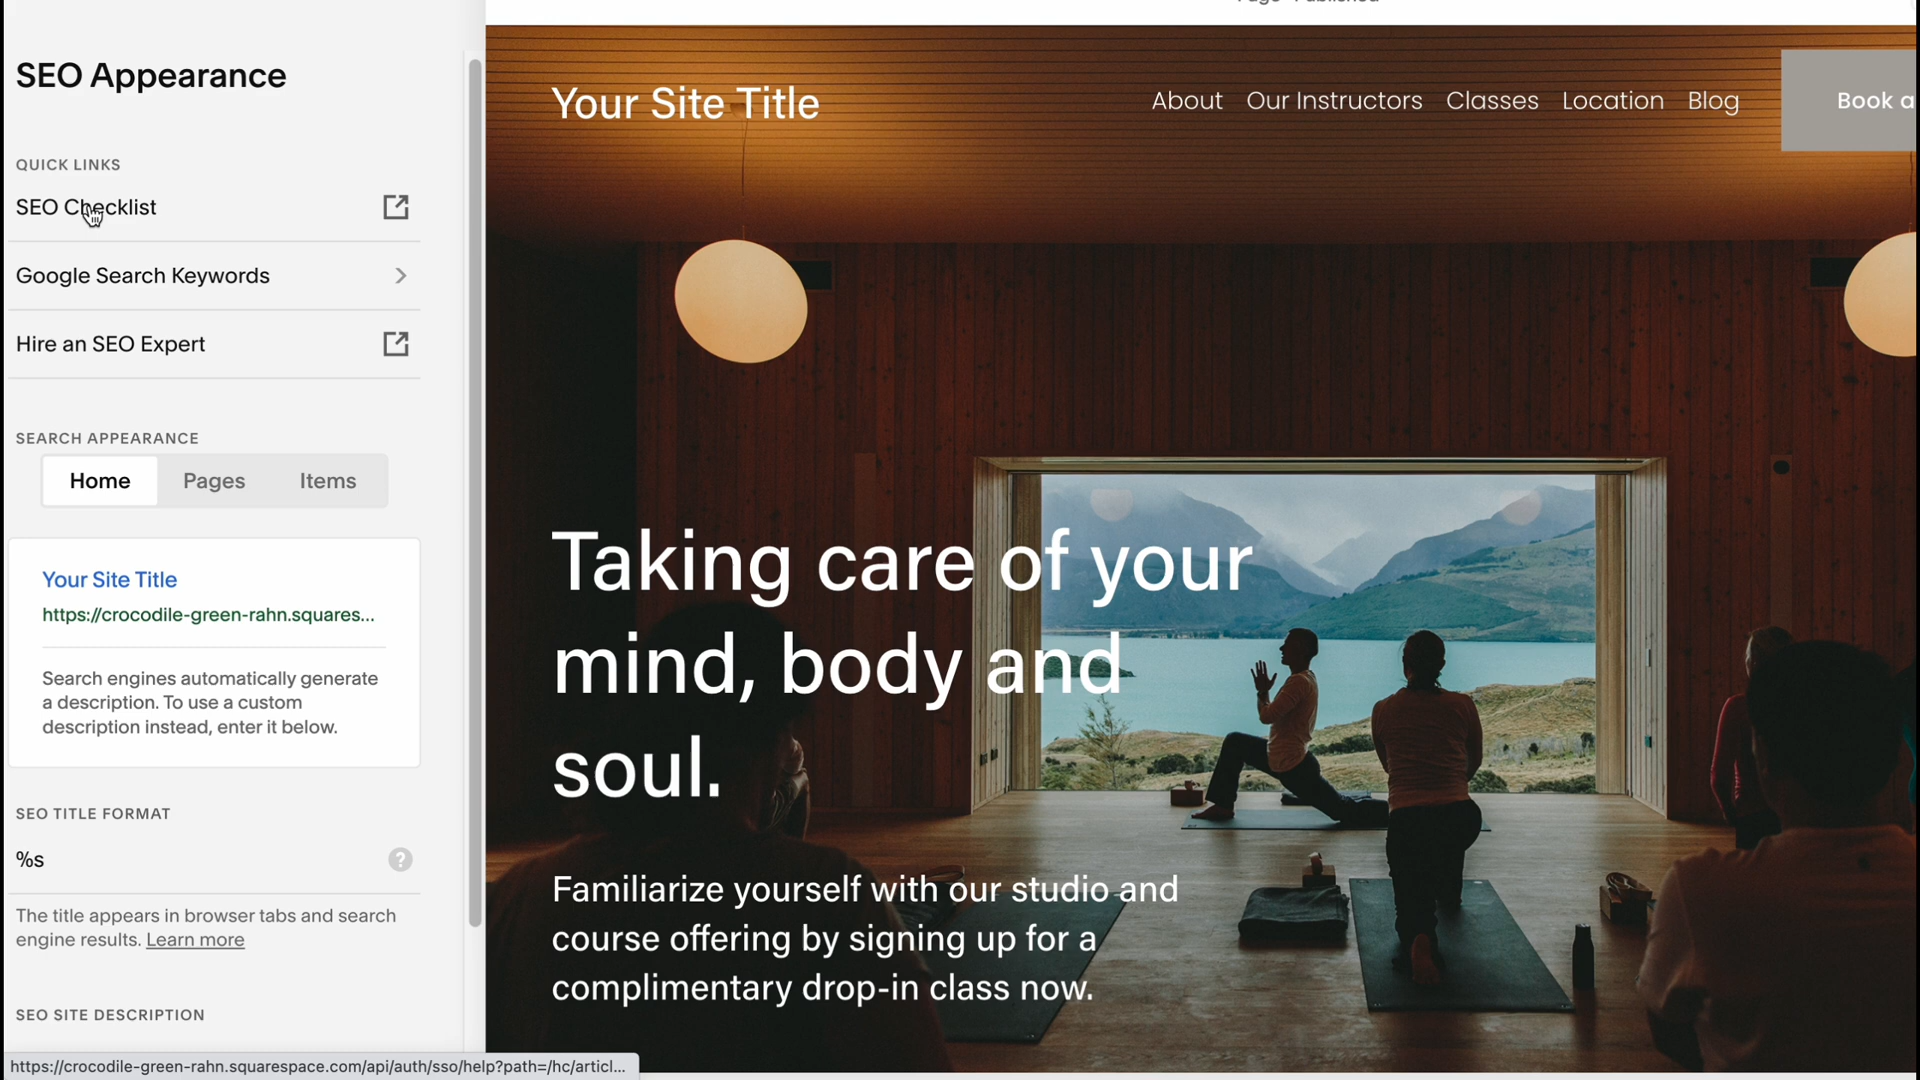 SEO Appearance
QUICK LINKS
SEO Checklist
Google Search Keywords
Hire an SEO Expert
SEARCH APPEARANCE
Home Pages Items
Your Site Title
https://crocodile-green-rahn.squares...
Search engines automatically generate
a description. To use a custom
description instead, enter it below.
SEO TITLE FORMAT
%s
?
The title appears in browser tabs and search
engine results. Learn more
SEO SITE DESCRIPTION
https://crocodile-green-rahn.squarespace.com/api/auth/sso/help?path=/hc/articl...
Your Site Title
About Our Instructors Classes Location Blog
Book a
Taking care of your
mind, body and
soul.
Familiarize yourself with our studio and
course offering by signing up for a
complimentary drop-in class now.